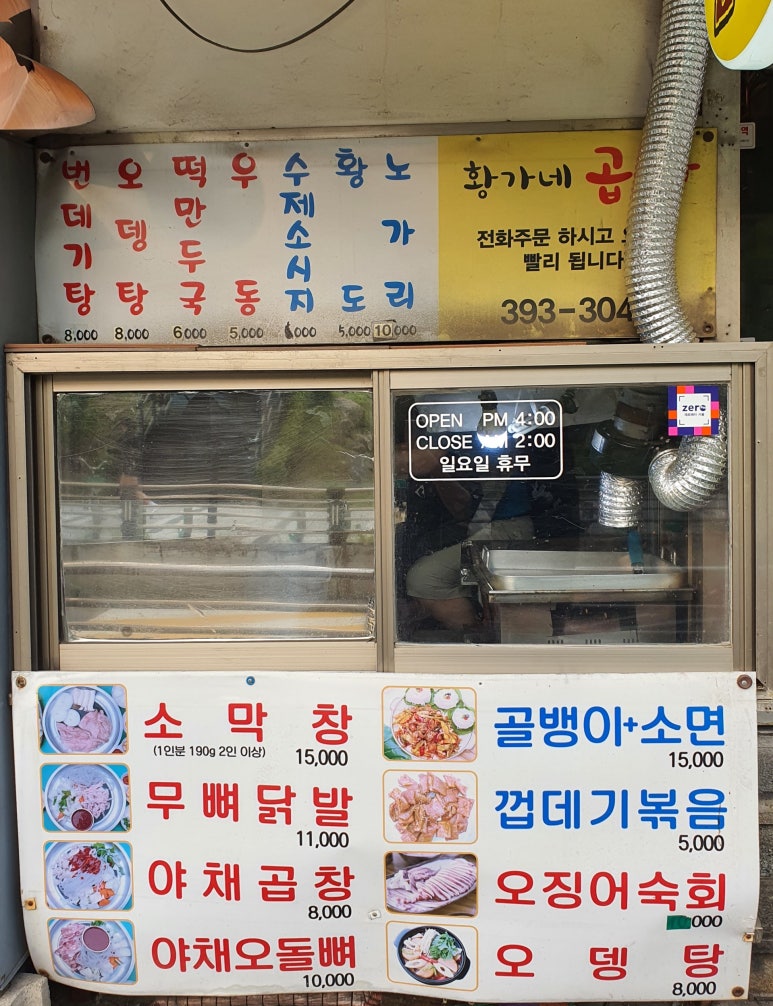 번데기탕 8,000
오뎅탕 8,000
떡만두국 6,000
우동 5,000
수제소시지 6,000
황도 5,000
노가리 10,000
황가네 곱
전화주문 하시고
빨리 됩니다
393-304
OPEN PM 4:00
CLOSE AM 2:00
일요일 휴무
zero
소막창
(1인분 190g 2인 이상) 15,000
무뼈닭발
11,000
야채곱창
8,000
야채오돌뼈
10,000
골뱅이+소면
15,000
껍데기볶음
5,000
오징어숙회
000
오뎅탕
8,000